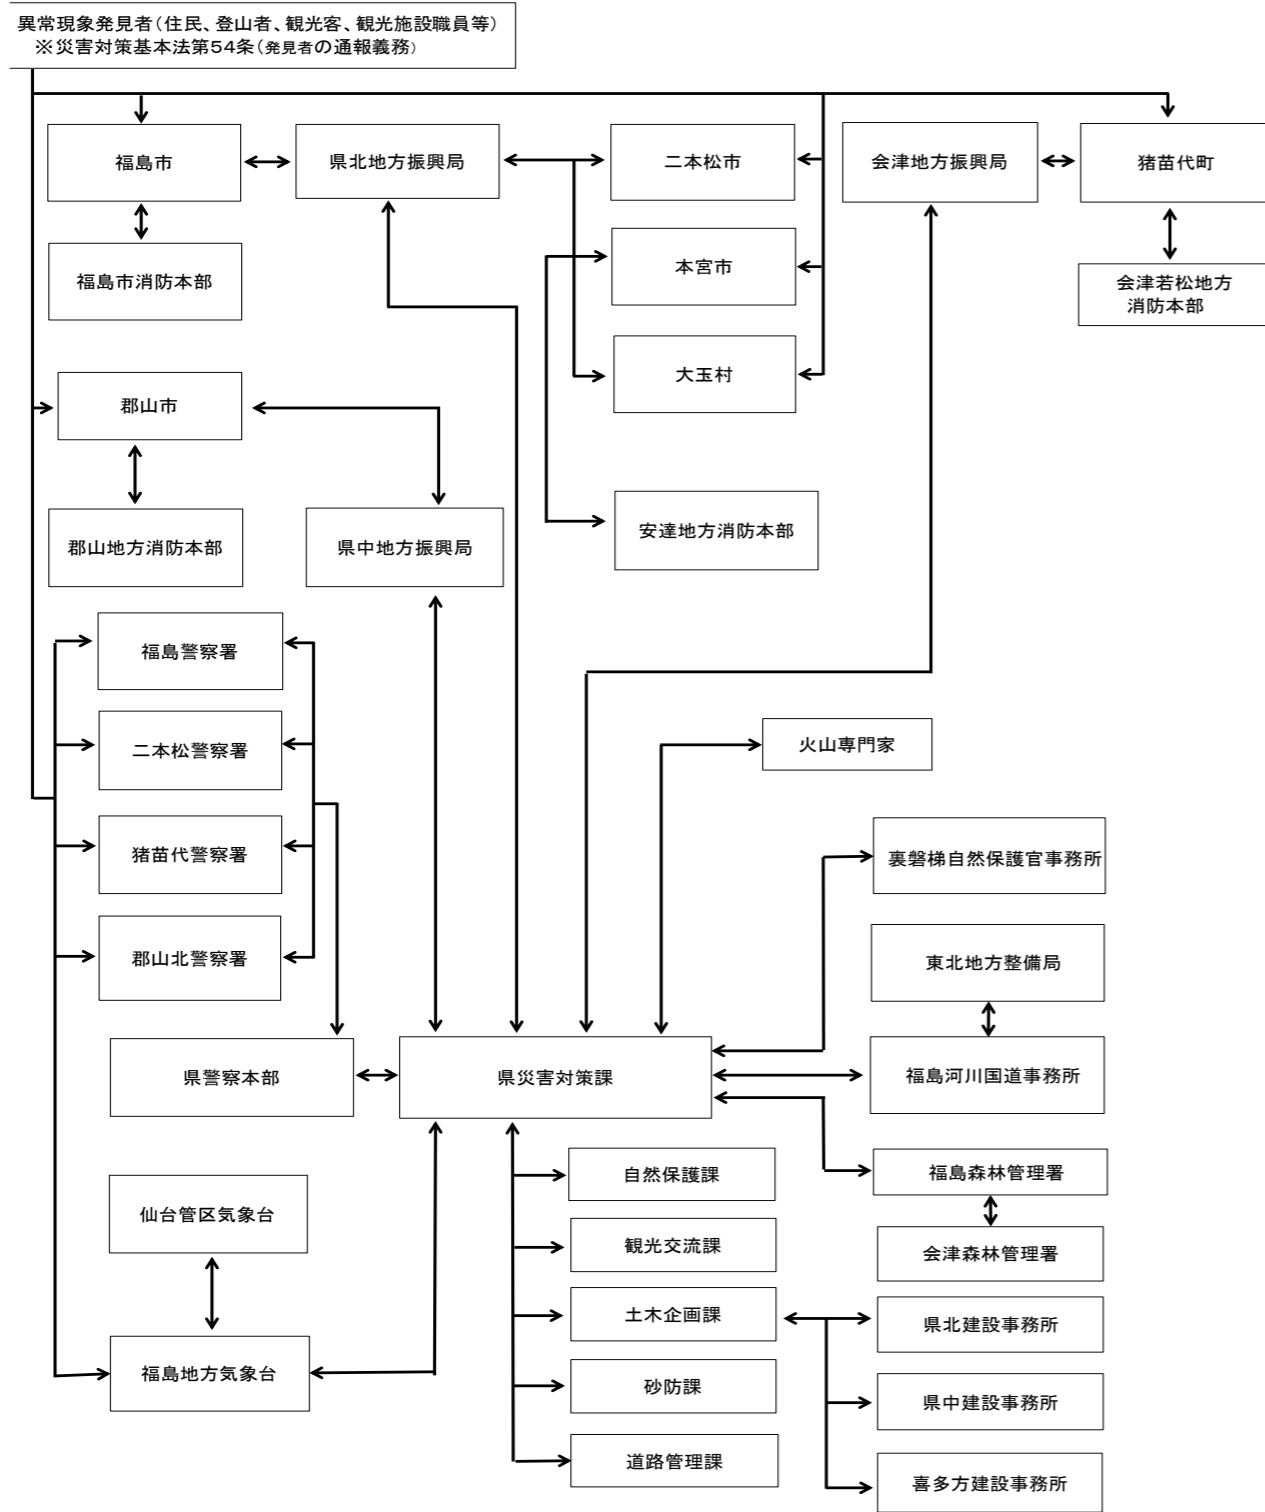 異常現象発見者（住民、登山者、観光客、観光施設職員等）
※災害対策基本法第54条（発見者の通報義務）
福島市
県北地方振興局
二本松市
会津地方振興局
猪苗代町
福島市消防本部
本宮市
会津若松地方
消防本部
大玉村
郡山市
郡山地方消防本部
県中地方振興局
安達地方消防本部
福島警察署
二本松警察署
火山専門家
猪苗代警察署
裏磐梯自然保護官事務所
郡山北警察署
東北地方整備局
県警察本部
県災害対策課
福島河川国道事務所
自然保護課
福島森林管理署
仙台管区気象台
観光交流課
会津森林管理署
土木企画課
県北建設事務所
福島地方気象台
砂防課
県中建設事務所
道路管理課
喜多方建設事務所